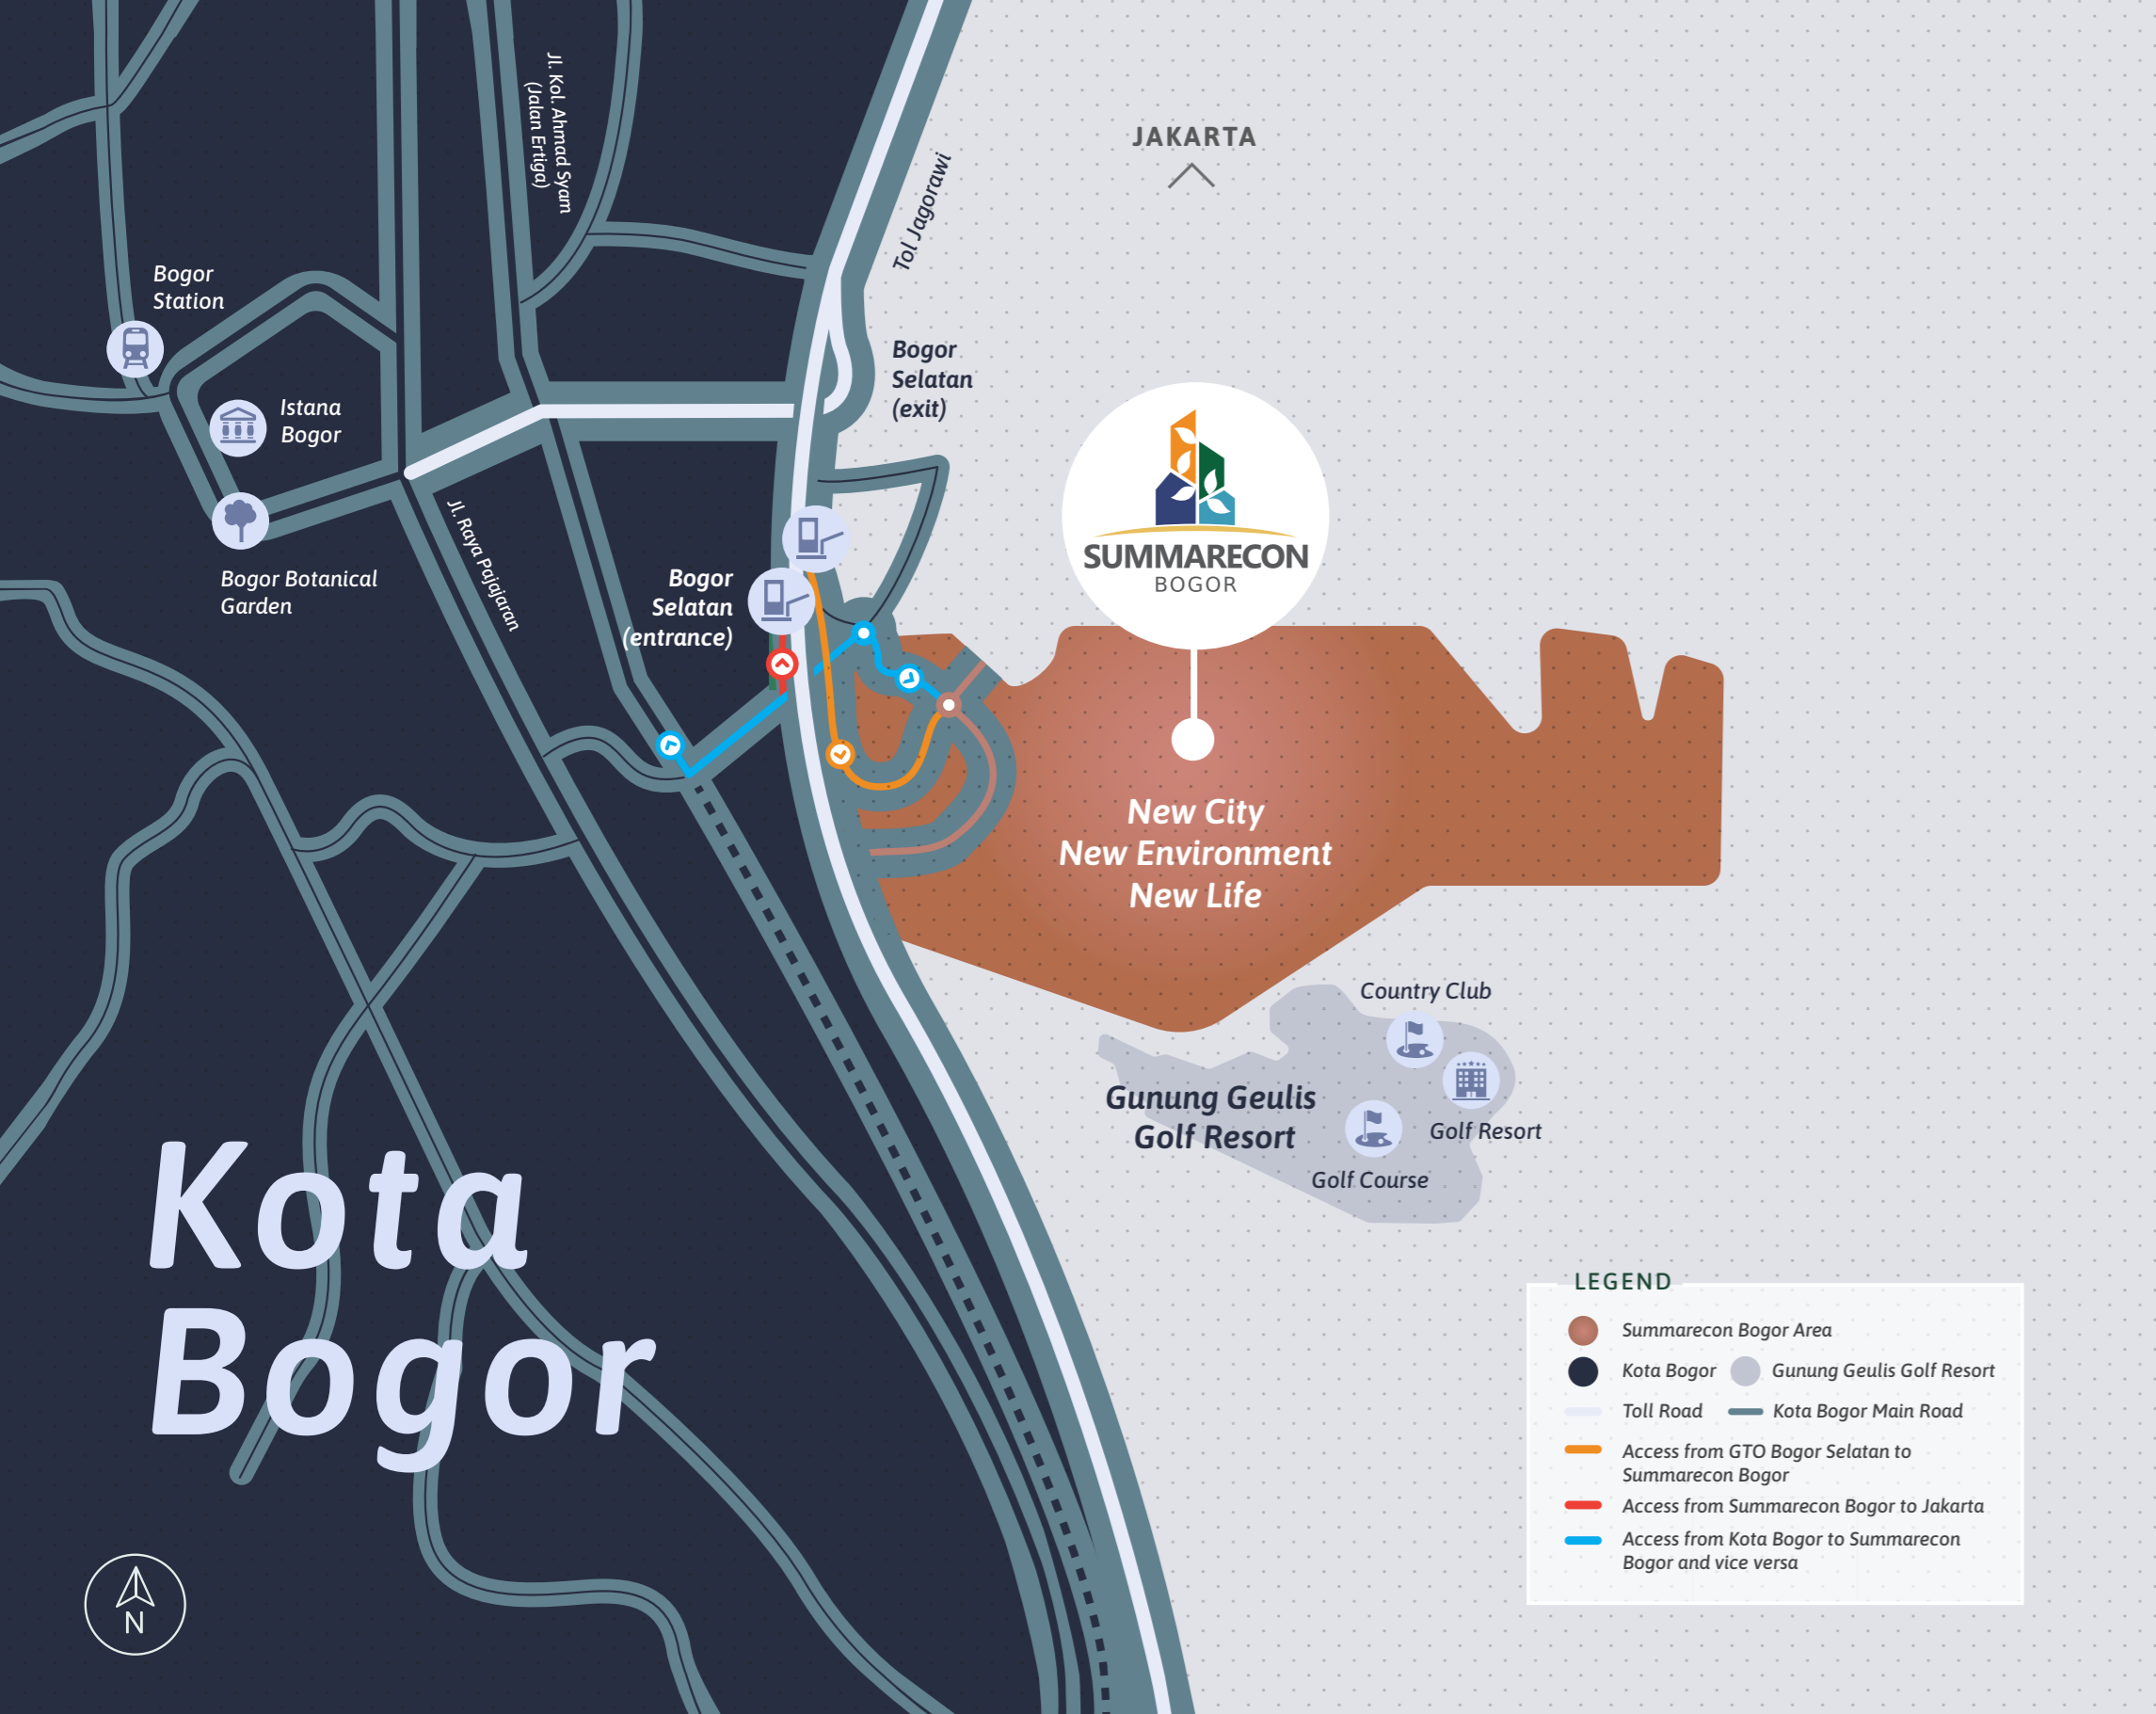 JAKARTA
Jl. Kol. Ahmad Syam
(Jalan Ertiga)
Tol Jagorawi
Bogor
Station
Bogor
Selatan
(exit)
Istana
Bogor
SUMMARECON
BOGOR
Jl. Raya Pajajaran
Bogor Botanical
Garden
Bogor
Selatan
(entrance)
New City
New Environment
New Life
Country Club
Gunung Geulis
Golf Resort
Golf Resort
Golf Course
Kota
Bogor
N
LEGEND
Summarecon Bogor Area
Kota Bogor
Gunung Geulis Golf Resort
Toll Road
Kota Bogor Main Road
Access from GTO Bogor Selatan to
Summarecon Bogor
Access from Summarecon Bogor to Jakarta
Access from Kota Bogor to Summarecon
Bogor and vice versa